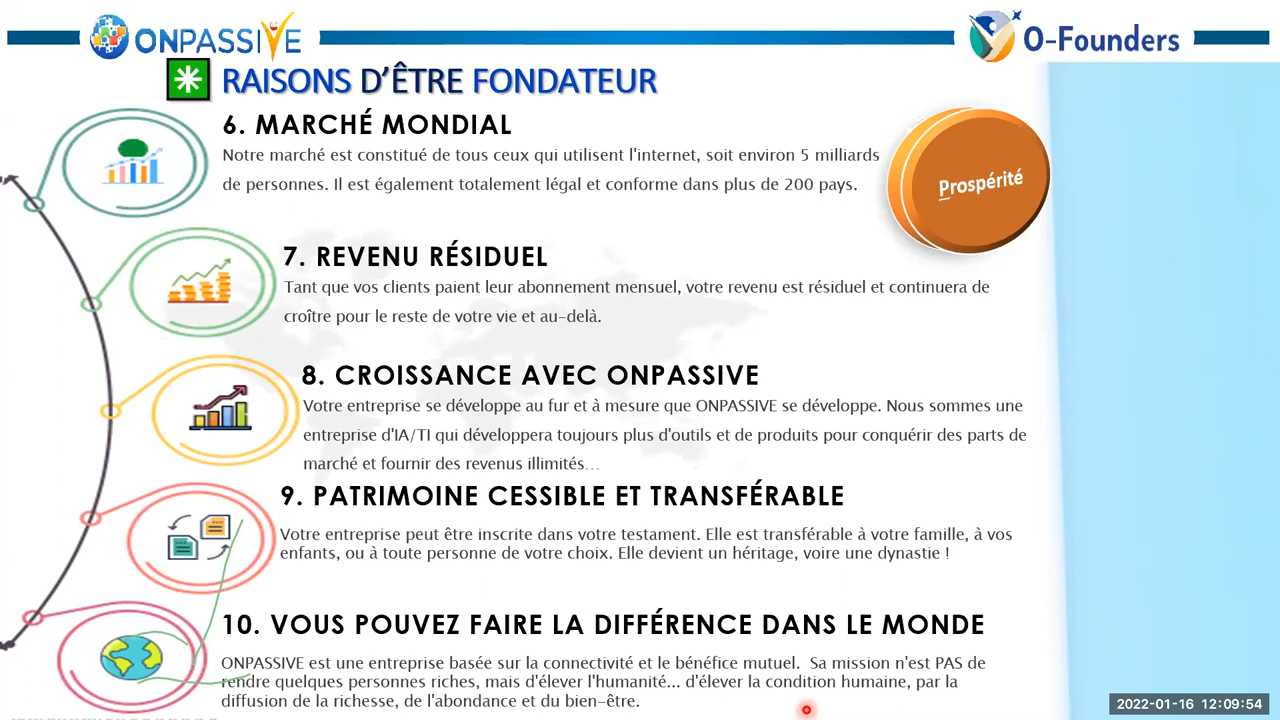 ONPASSIVE
O-Founders
RAISONS D'ÊTRE FONDATEUR
6. MARCHÉ MONDIAL
Notre marché est constitué de tous ceux qui utilisent l'internet, soit environ 5 milliards
de personnes. Il est également totalement légal et conforme dans plus de 200 pays.
Prospérité
7. REVENU RÉSIDUEL
Tant que vos clients paient leur abonnement mensuel, votre revenu est résiduel et continuera de
croître pour le reste de votre vie et au-delà.
8. CROISSANCE AVEC ONPASSIVE
Votre entreprise se développe au fur et à mesure que ONPASSIVE se développe. Nous sommes une
entreprise d'IA/TI qui développera toujours plus d'outils et de produits pour conquérir des parts de
marché et fournir des revenus illimités…
9. PATRIMOINE CESSIBLE ET TRANSFÉRABLE
Votre entreprise peut être inscrite dans votre testament. Elle est transférable à votre famille, à vos
enfants, ou à toute personne de votre choix. Elle devient un héritage, voire une dynastie !
10. VOUS POUVEZ FAIRE LA DIFFÉRENCE DANS LE MONDE
ONPASSIVE est une entreprise basée sur la connectivité et le bénéfice mutuel. Sa mission n'est PAS de
rendre quelques personnes riches, mais d'élever l'humanité... d'élever la condition humaine, par la
diffusion de la richesse, de l'abondance et du bien-être.
2022-01-16 12:09:54